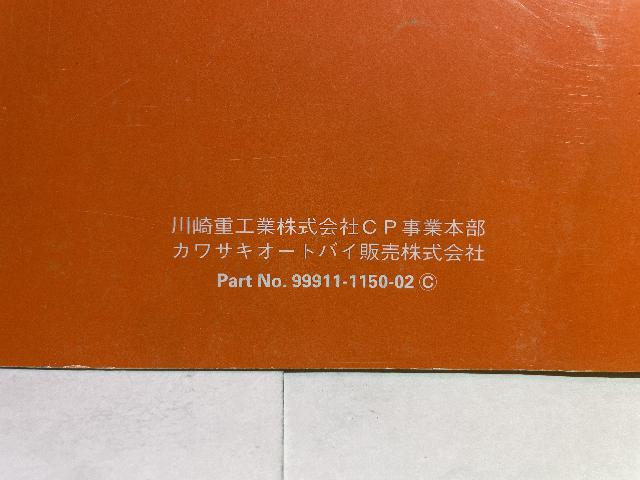 川崎重工業株式会社ＣＰ事業本部
カワサキオートバイ販売株式会社
Part No. 99911-1150-02 Ⓒ